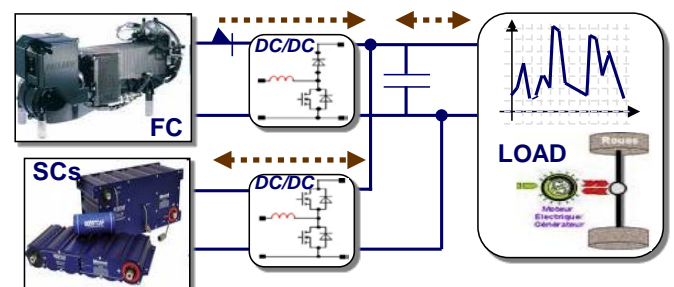 DC/DC
FC
SCs
DC/DC
LOAD
Roues
Moteur
Electrique/
Générateur